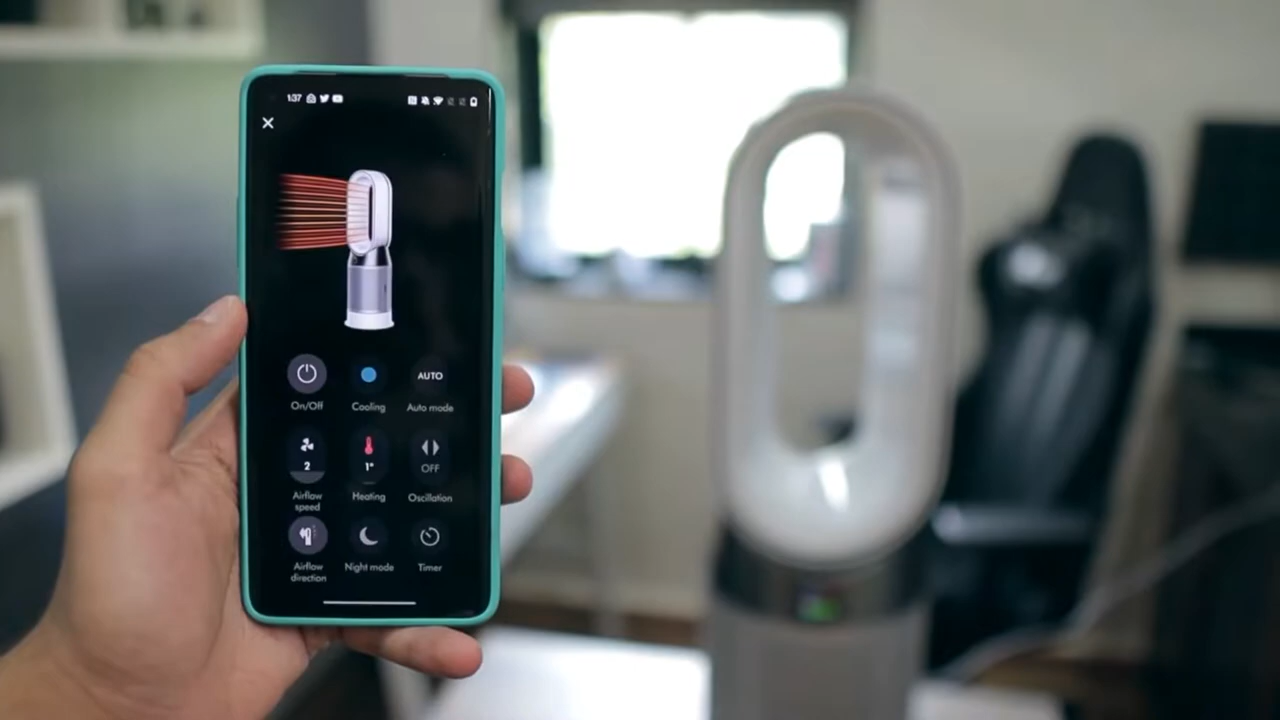 1:37
On/Off
Cooling
AUTO
Auto mode
2
Airflow
speed
1°
Heating
OFF
Oscillation
Airflow
direction
Night mode
Timer